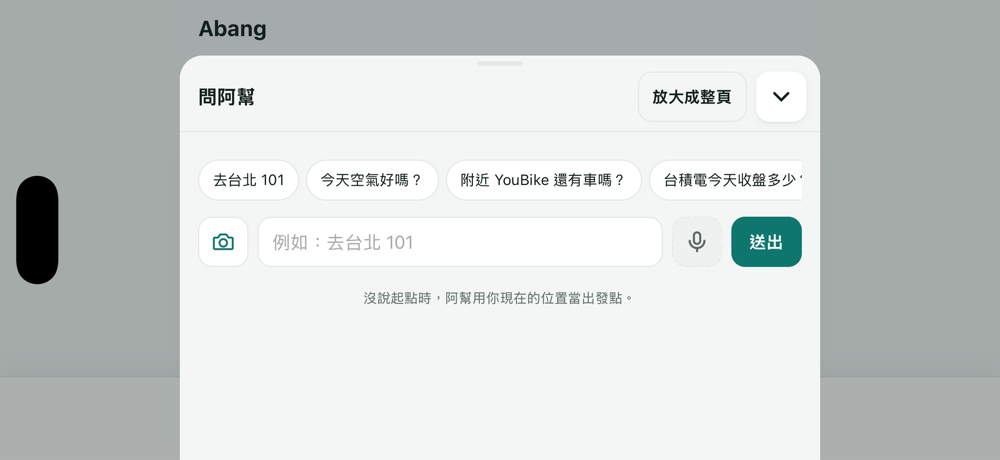 Abang
問阿幫
放大成整頁
去台北 101
今天空氣好嗎？
附近 YouBike 還有車嗎？
台積電今天收盤多少
例如：去台北 101
送出
沒說起點時，阿幫用你現在的位置當出發點。